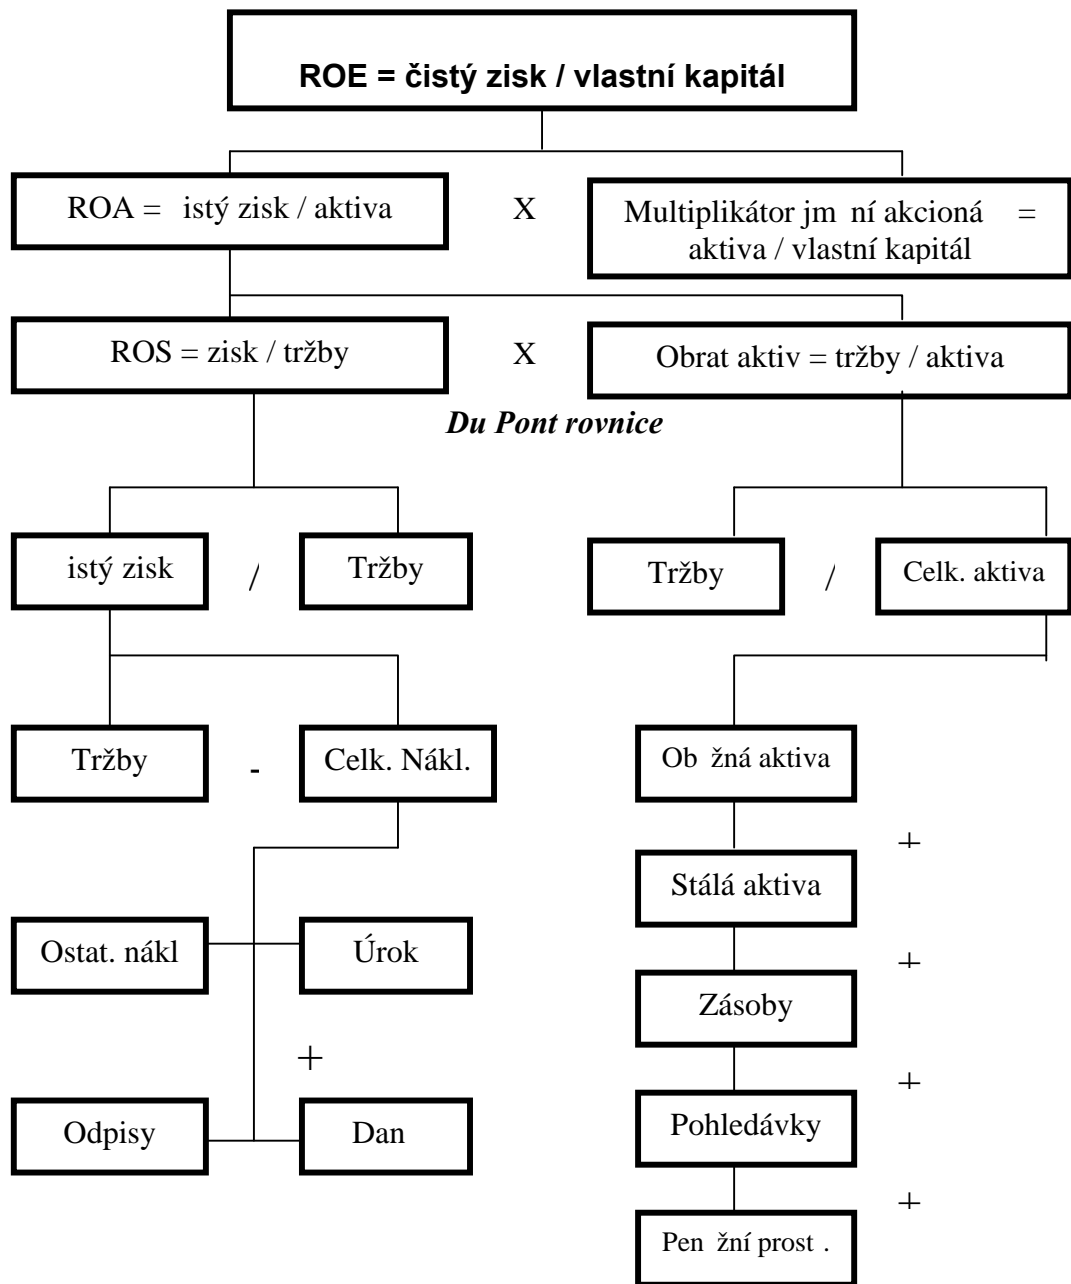 ROE = čistý zisk / vlastní kapitál
ROA = istý zisk / aktiva
X
Multiplikátor jm ní akcioná =
aktiva / vlastní kapitál
ROS = zisk / tržby
X
Obrat aktiv = tržby / aktiva
Du Pont rovnice
istý zisk
/
Tržby
Tržby
/
Celk. aktiva
Tržby
-
Celk. Nákl.
Ob žná aktiva
+
Stálá aktiva
Ostat. nákl
Úrok
+
Zásoby
+
+
Odpisy
Dan
Pohledávky
+
Pen žní prost .